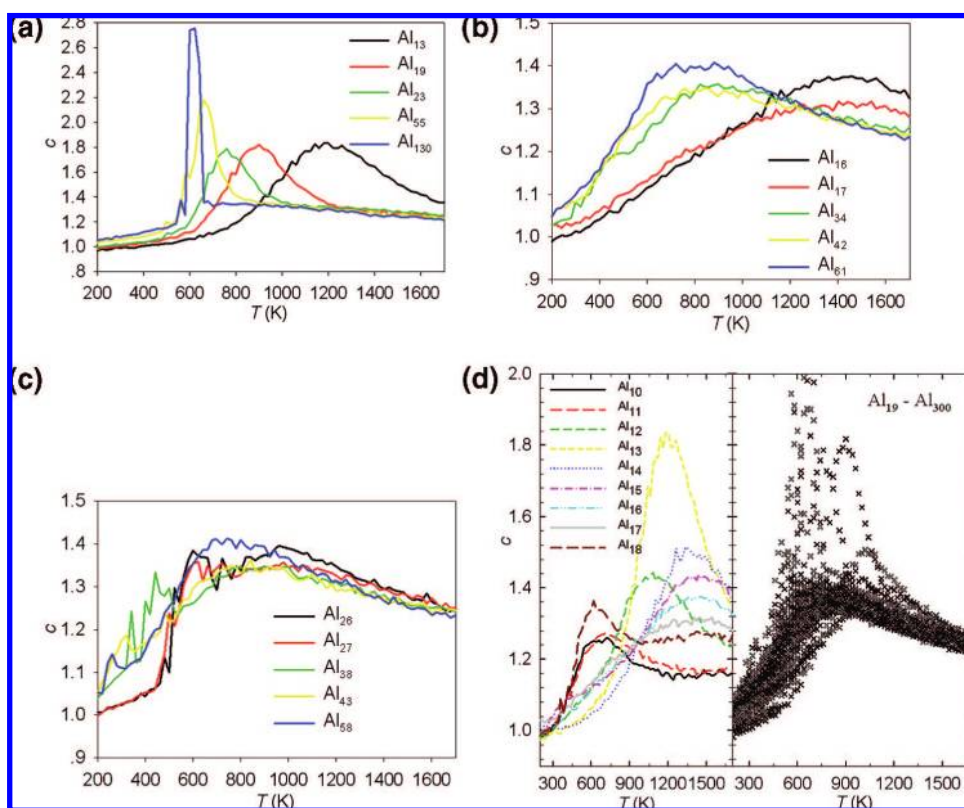 (a)
2.8
2.6
2.4
2.2
2.0
1.8
1.6
1.4
1.2
1.0
.8
c
Al13
Al19
Al23
Al55
Al130
200 400 600 800 1000 1200 1400 1600
T (K)
(b)
1.5
1.4
1.3
1.2
1.1
1.0
.9
c
Al16
Al17
Al34
Al42
Al61
200 400 600 800 1000 1200 1400 1600
T (K)
(c)
1.5
1.4
1.3
1.2
1.1
1.0
.9
c
Al26
Al27
Al38
Al43
Al58
200 400 600 800 1000 1200 1400 1600
T (K)
(d)
2.0
1.8
1.6
1.4
1.2
1.0
c
Al10
Al11
Al12
Al13
Al14
Al15
Al16
Al17
Al18
Al19 - Al300
300 600 900 1200 1500 300 600 900 1200 1500
T (K)